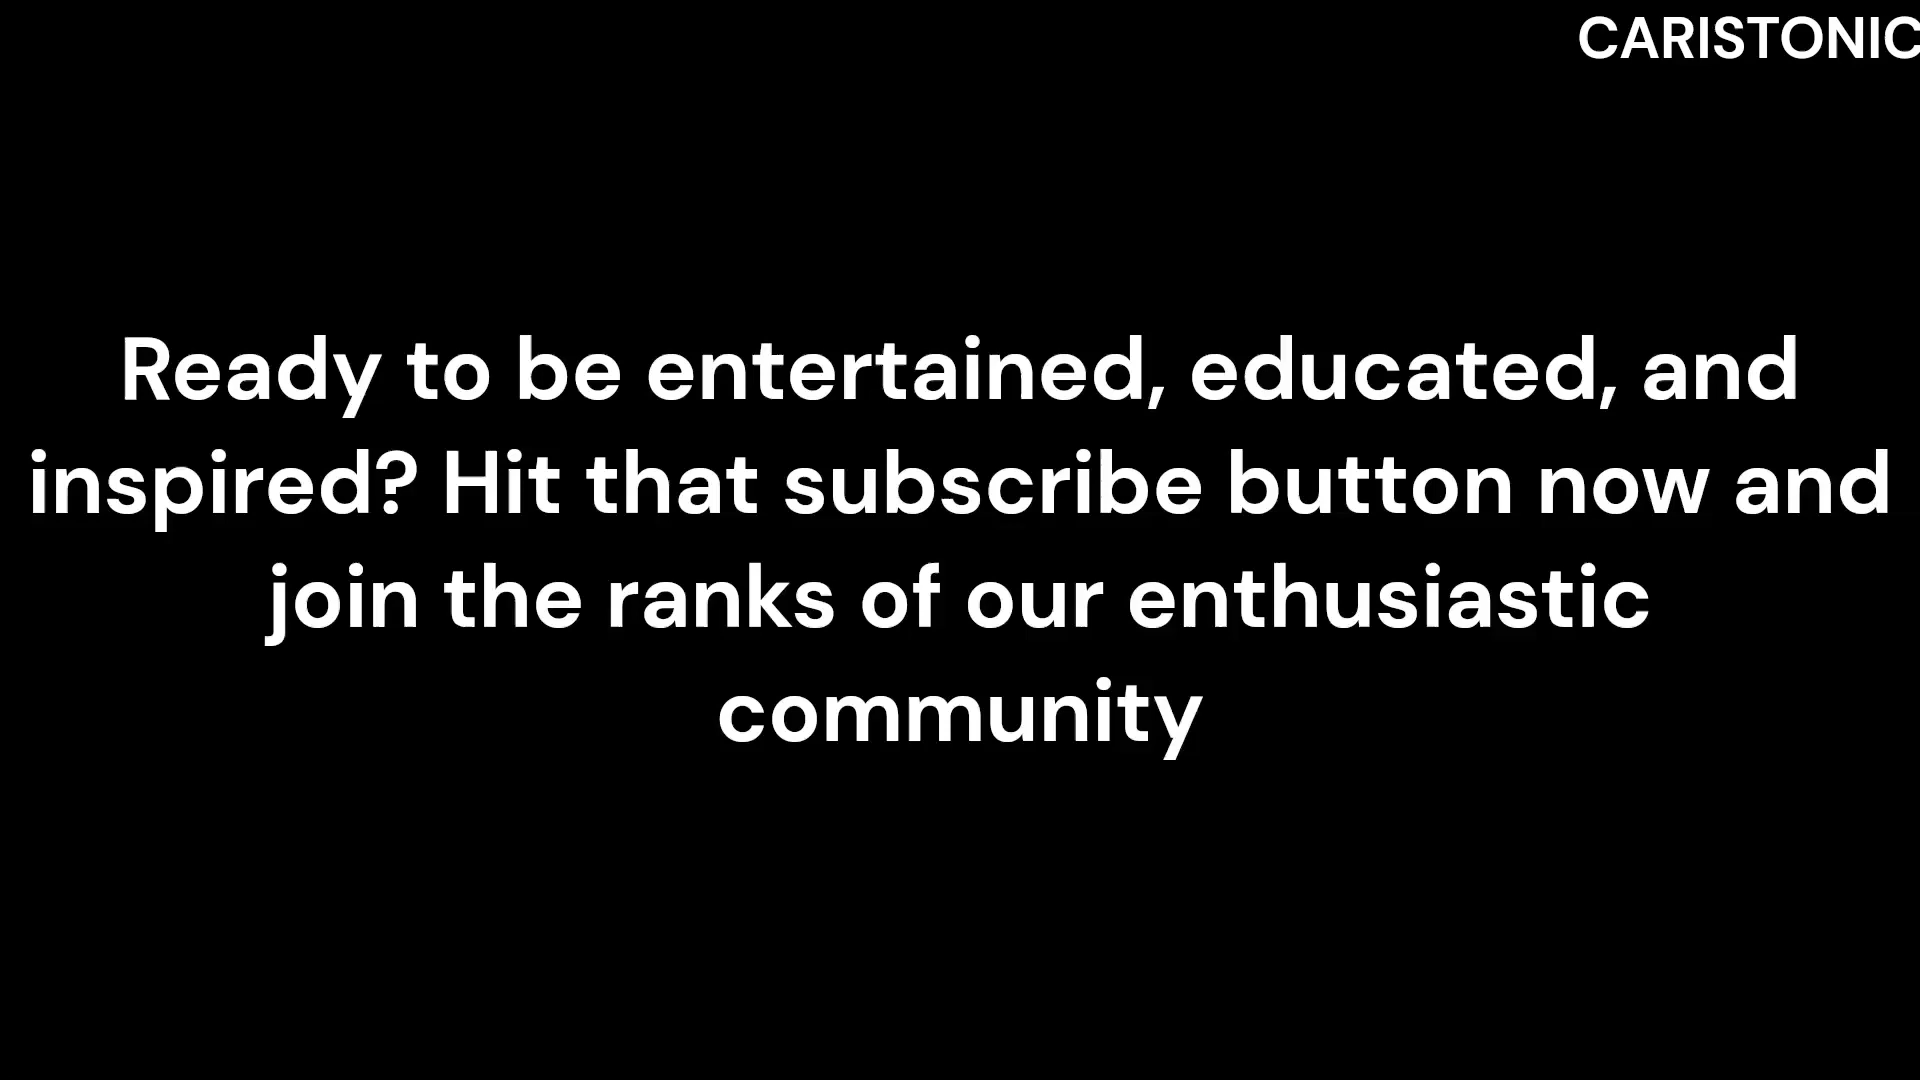 CARISTONIC
Ready to be entertained, educated, and
inspired? Hit that subscribe button now and
join the ranks of our enthusiastic
community